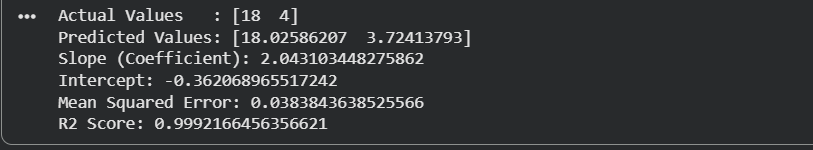 Actual Values   : [18  4]
Predicted Values: [18.02586207  3.72413793]
Slope (Coefficient): 2.043103448275862
Intercept: -0.362068965517242
Mean Squared Error: 0.0383843638525566
R2 Score: 0.9992166456356621